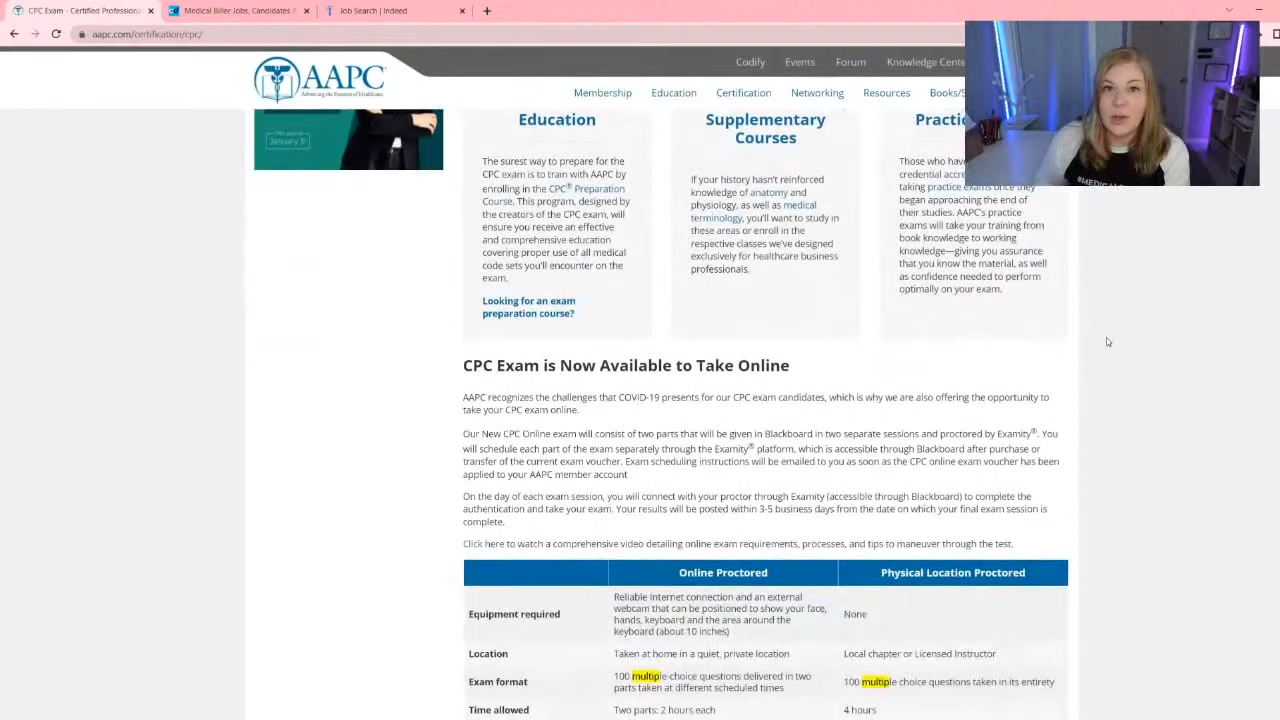 CPC Exam - Certified Professiona
Medical Biller Jobs, Candidates &
Job Search | Indeed
aapc.com/certification/cpc/
AAPC
Advancing the Business of Healthcare
Codify Events Forum Knowledge Cente
Membership Education Certification Networking Resources Books/S
January 31
Education
The surest way to prepare for the
CPC exam is to train with AAPC by
enrolling in the CPC® Preparation
Course. This program, designed by
the creators of the CPC exam, will
ensure you receive an effective
and comprehensive education
covering proper use of all medical
code sets you'll encounter on the
exam.
Looking for an exam
preparation course?
Supplementary
Courses
If your history hasn't reinforced
knowledge of anatomy and
physiology, as well as medical
terminology, you'll want to study in
these areas or enroll in the
respective classes we've designed
exclusively for healthcare business
professionals.
Practic
Those who hav
credential accre
taking practice exams once they
began approaching the end of
their studies. AAPC's practice
exams will take your training from
book knowledge to working
knowledge—giving you assurance
that you know the material, as well
as confidence needed to perform
optimally on your exam.
#MEDICALC
CPC Exam is Now Available to Take Online
AAPC recognizes the challenges that COVID-19 presents for our CPC exam candidates, which is why we are also offering the opportunity to
take your CPC exam online.
Our New CPC Online exam will consist of two parts that will be given in Blackboard in two separate sessions and proctored by Examity®. You
will schedule each part of the exam separately through the Examity® platform, which is accessible through Blackboard after purchase or
transfer of the current exam voucher. Exam scheduling instructions will be emailed to you as soon as the CPC online exam voucher has been
applied to your AAPC member account
On the day of each exam session, you will connect with your proctor through Examity (accessible through Blackboard) to complete the
authentication and take your exam. Your results will be posted within 3-5 business days from the date on which your final exam session is
complete.
Click here to watch a comprehensive video detailing online exam requirements, processes, and tips to maneuver through the test.
Online Proctored Physical Location Proctored
Equipment required
Reliable internet connection and an external
webcam that can be positioned to show your face,
hands, keyboard and the area around the
keyboard (about 10 inches)
None
Location Taken at home in a quiet, private location Local chapter or Licensed Instructor
Exam format
100 multiple-choice questions delivered in two
parts taken at different scheduled times
100 multiple choice questions taken in its entirety
Time allowed Two parts: 2 hours each 4 hours